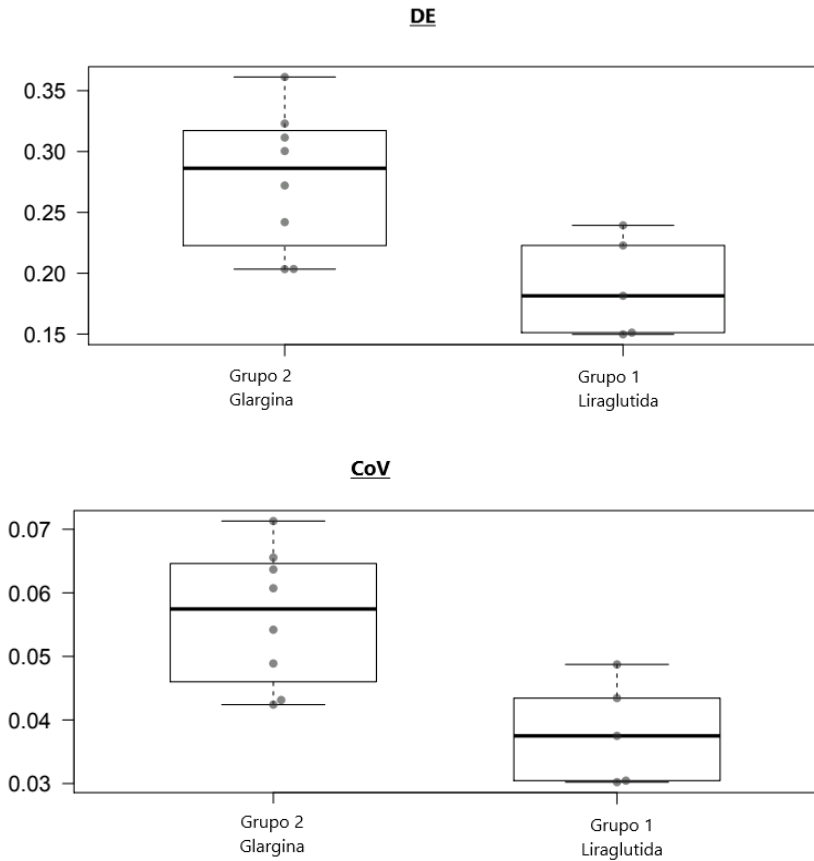 DE
0.35
0.30
0.25
0.20
0.15
Grupo 2
Glargina
Grupo 1
Liraglutida
CoV
0.07
0.06
0.05
0.04
0.03
Grupo 2
Glargina
Grupo 1
Liraglutida